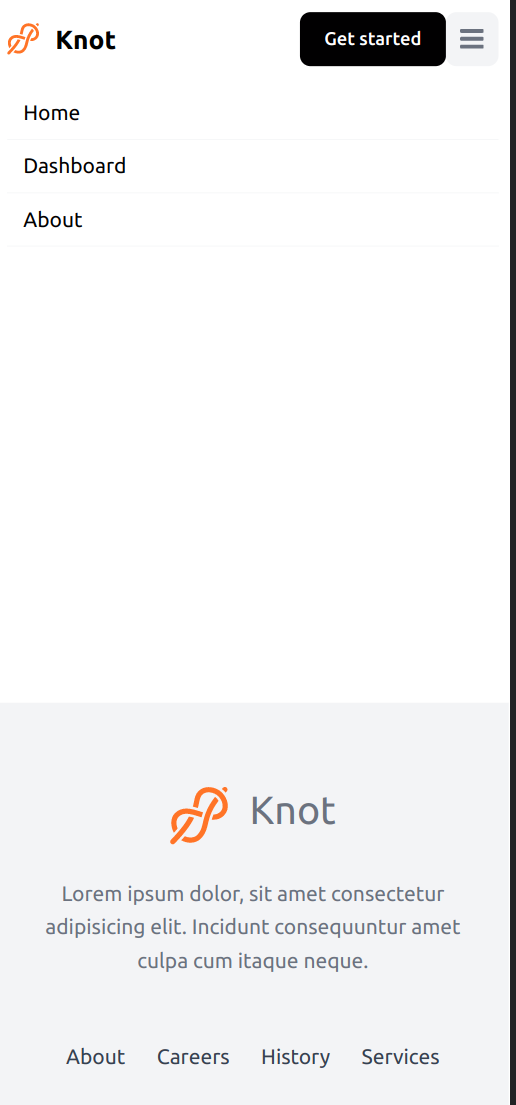 Knot
Get started
Home
Dashboard
About
Knot
Lorem ipsum dolor, sit amet consectetur
adipisicing elit. Incidunt consequuntur amet
culpa cum itaque neque.
About Careers History Services